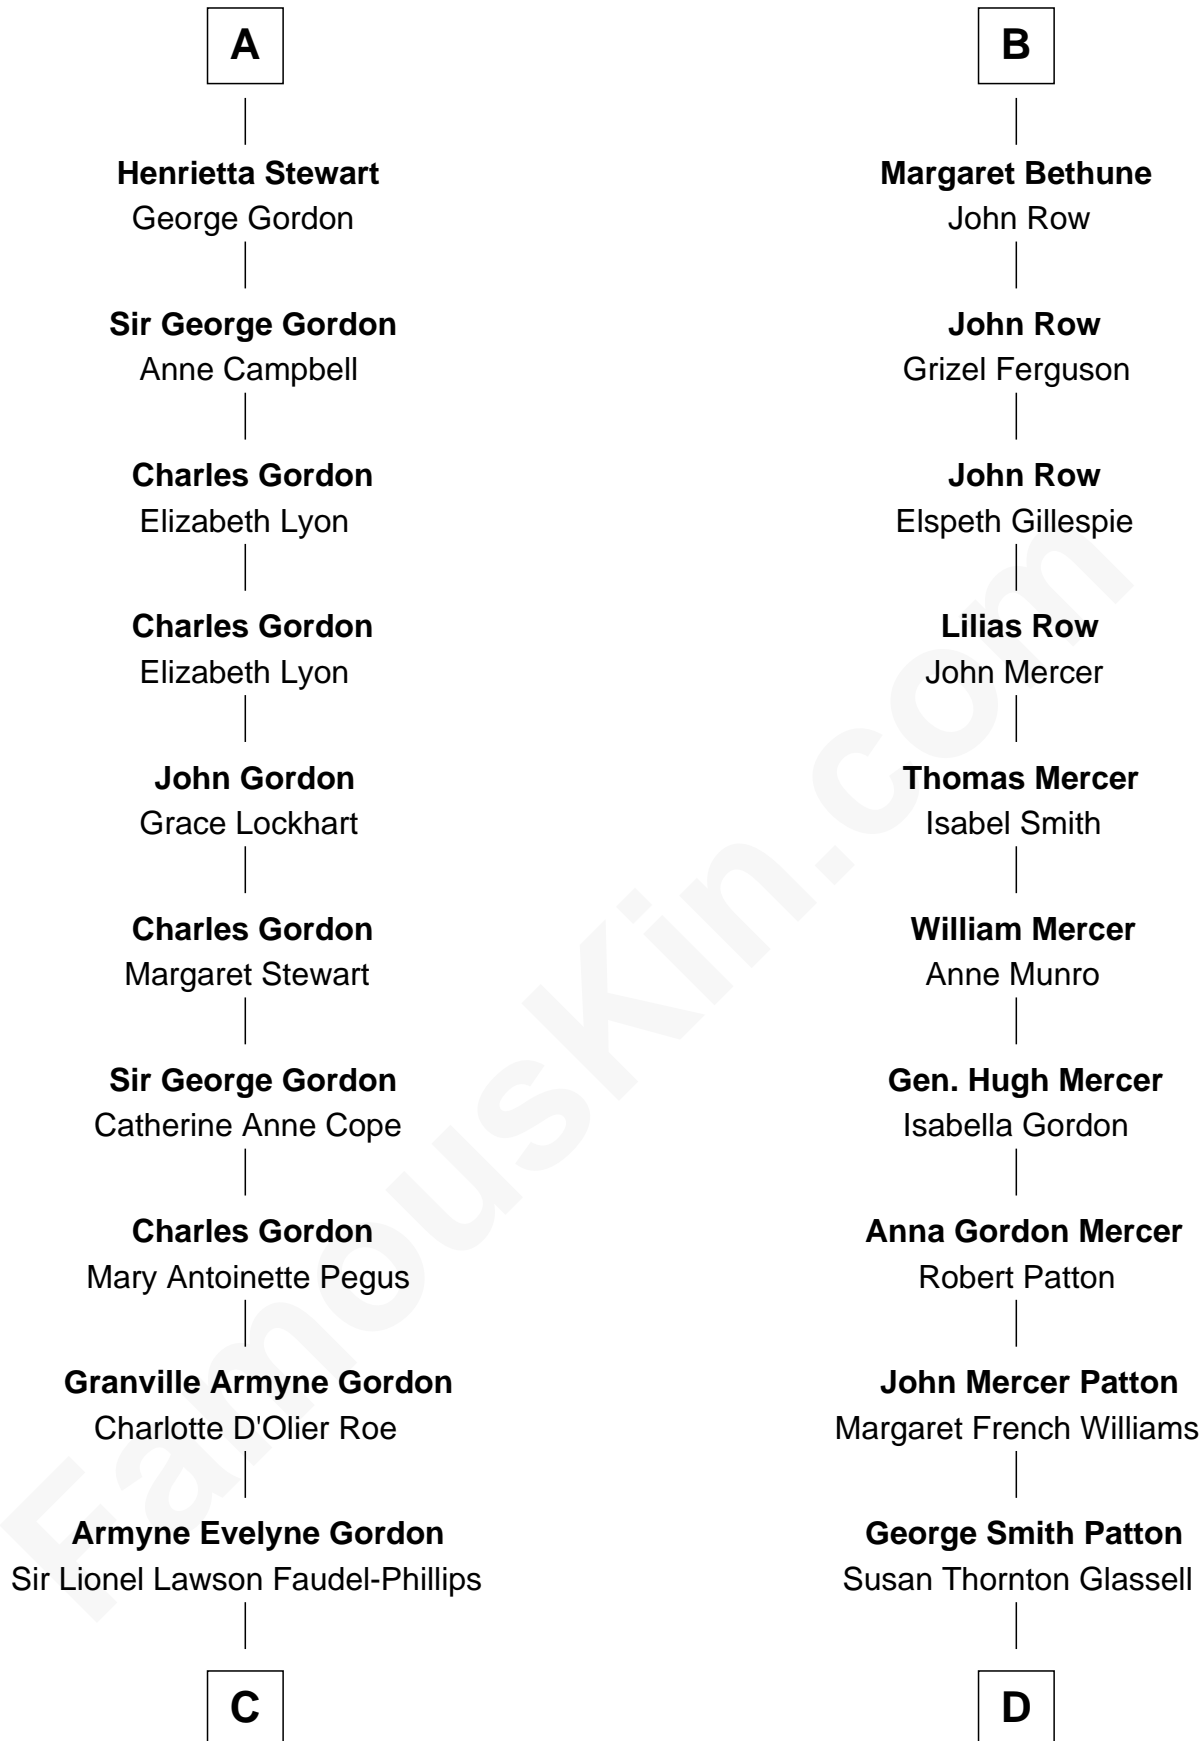 A
Henrietta Stewart
George Gordon
Sir George Gordon
Anne Campbell
Charles Gordon
Elizabeth Lyon
Charles Gordon
Elizabeth Lyon
John Gordon
Grace Lockhart
Charles Gordon
Margaret Stewart
Sir George Gordon
Catherine Anne Cope
Charles Gordon
Mary Antoinette Pegus
Granville Armyne Gordon
Charlotte D'Olier Roe
Armyne Evelyne Gordon
Sir Lionel Lawson Faudel-Phillips
C
B
Margaret Bethune
John Row
John Row
Grizel Ferguson
John Row
Elspeth Gillespie
Lilias Row
John Mercer
Thomas Mercer
Isabel Smith
William Mercer
Anne Munro
Gen. Hugh Mercer
Isabella Gordon
Anna Gordon Mercer
Robert Patton
John Mercer Patton
Margaret French Williams
George Smith Patton
Susan Thornton Glassell
D
FamousKin.com